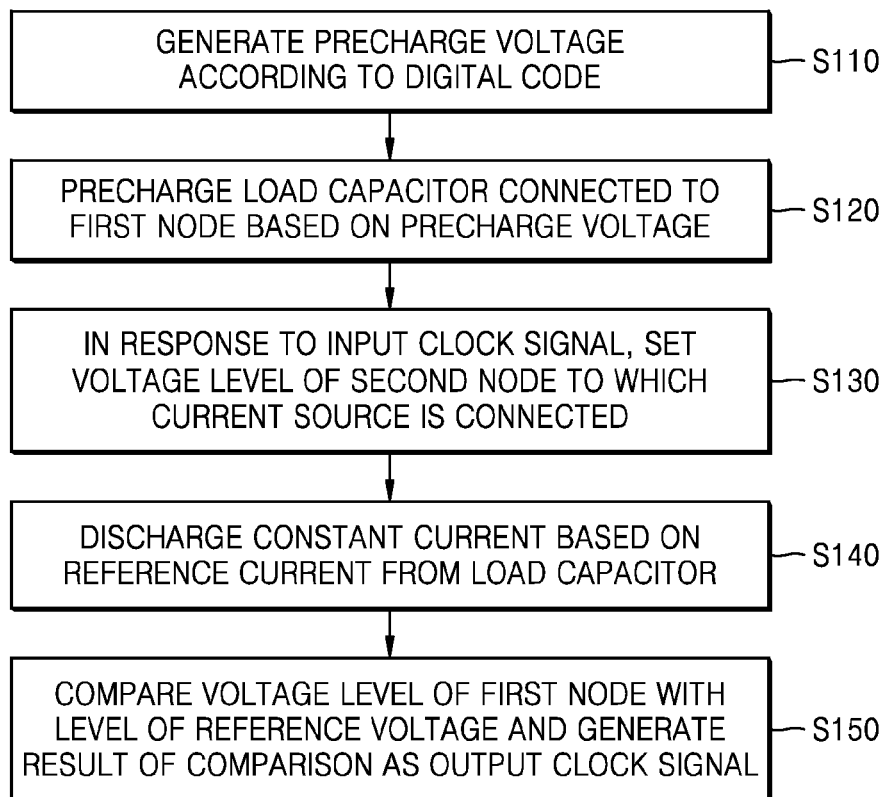 GENERATE PRECHARGE VOLTAGE
ACCORDING TO DIGITAL CODE
S110
PRECHARGE LOAD CAPACITOR CONNECTED TO
FIRST NODE BASED ON PRECHARGE VOLTAGE
S120
IN RESPONSE TO INPUT CLOCK SIGNAL, SET
VOLTAGE LEVEL OF SECOND NODE TO WHICH
CURRENT SOURCE IS CONNECTED
S130
DISCHARGE CONSTANT CURRENT BASED ON
REFERENCE CURRENT FROM LOAD CAPACITOR
S140
COMPARE VOLTAGE LEVEL OF FIRST NODE WITH
LEVEL OF REFERENCE VOLTAGE AND GENERATE
RESULT OF COMPARISON AS OUTPUT CLOCK SIGNAL
S150